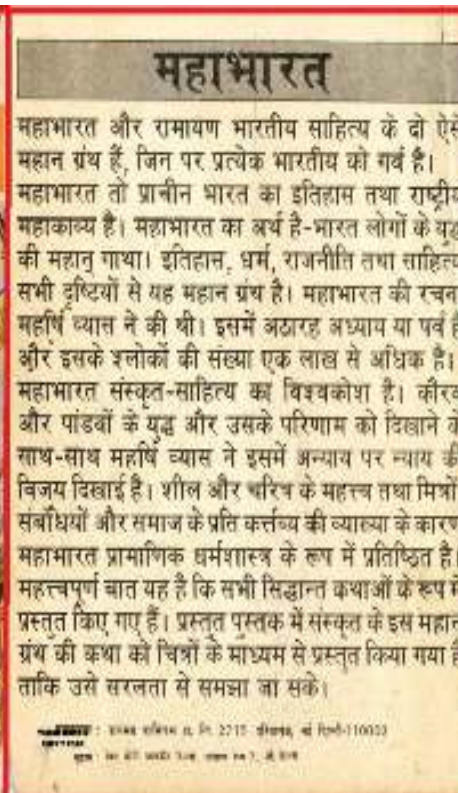 महाभारत
महाभारत और रामायण भारतीय साहित्य के दो ऐसे
महान ग्रंथ हैं, जिन पर प्रत्येक भारतीय को गर्व है।
महाभारत तो प्राचीन भारत का इतिहास तथा राष्ट्रीय
महाकाव्य है। महाभारत का अर्थ है-भारत लोगों के युद्ध
की महान् गाथा। इतिहास, धर्म, राजनीति तथा साहित्य
सभी दृष्टियों से यह महान ग्रंथ है। महाभारत की रचना
महर्षि व्यास ने की थी। इसमें अठारह अध्याय या पर्व हैं
और इसके श्लोकों की संख्या एक लाख से अधिक है।
महाभारत संस्कृत-साहित्य का विश्वकोश है। कौरव
और पांडवों के युद्ध और उसके परिणाम को दिखाने के
साथ-साथ महर्षि व्यास ने इसमें अन्याय पर न्याय की
विजय दिखाई है। शील और चरित्र के महत्त्व तथा मित्रों
संबंधियों और समाज के प्रति कर्त्तव्य की व्याख्या के कारण
महाभारत प्रामाणिक धर्मशास्त्र के रूप में प्रतिष्ठित है।
महत्त्वपूर्ण बात यह है कि सभी सिद्धान्त कथाओं के रूप में
प्रस्तुत किए गए हैं। प्रस्तुत पुस्तक में संस्कृत के इस महान
ग्रंथ की कथा को चित्रों के माध्यम से प्रस्तुत किया गया है
ताकि उसे सरलता से समझा जा सके।
2715 दिल्ली-110002